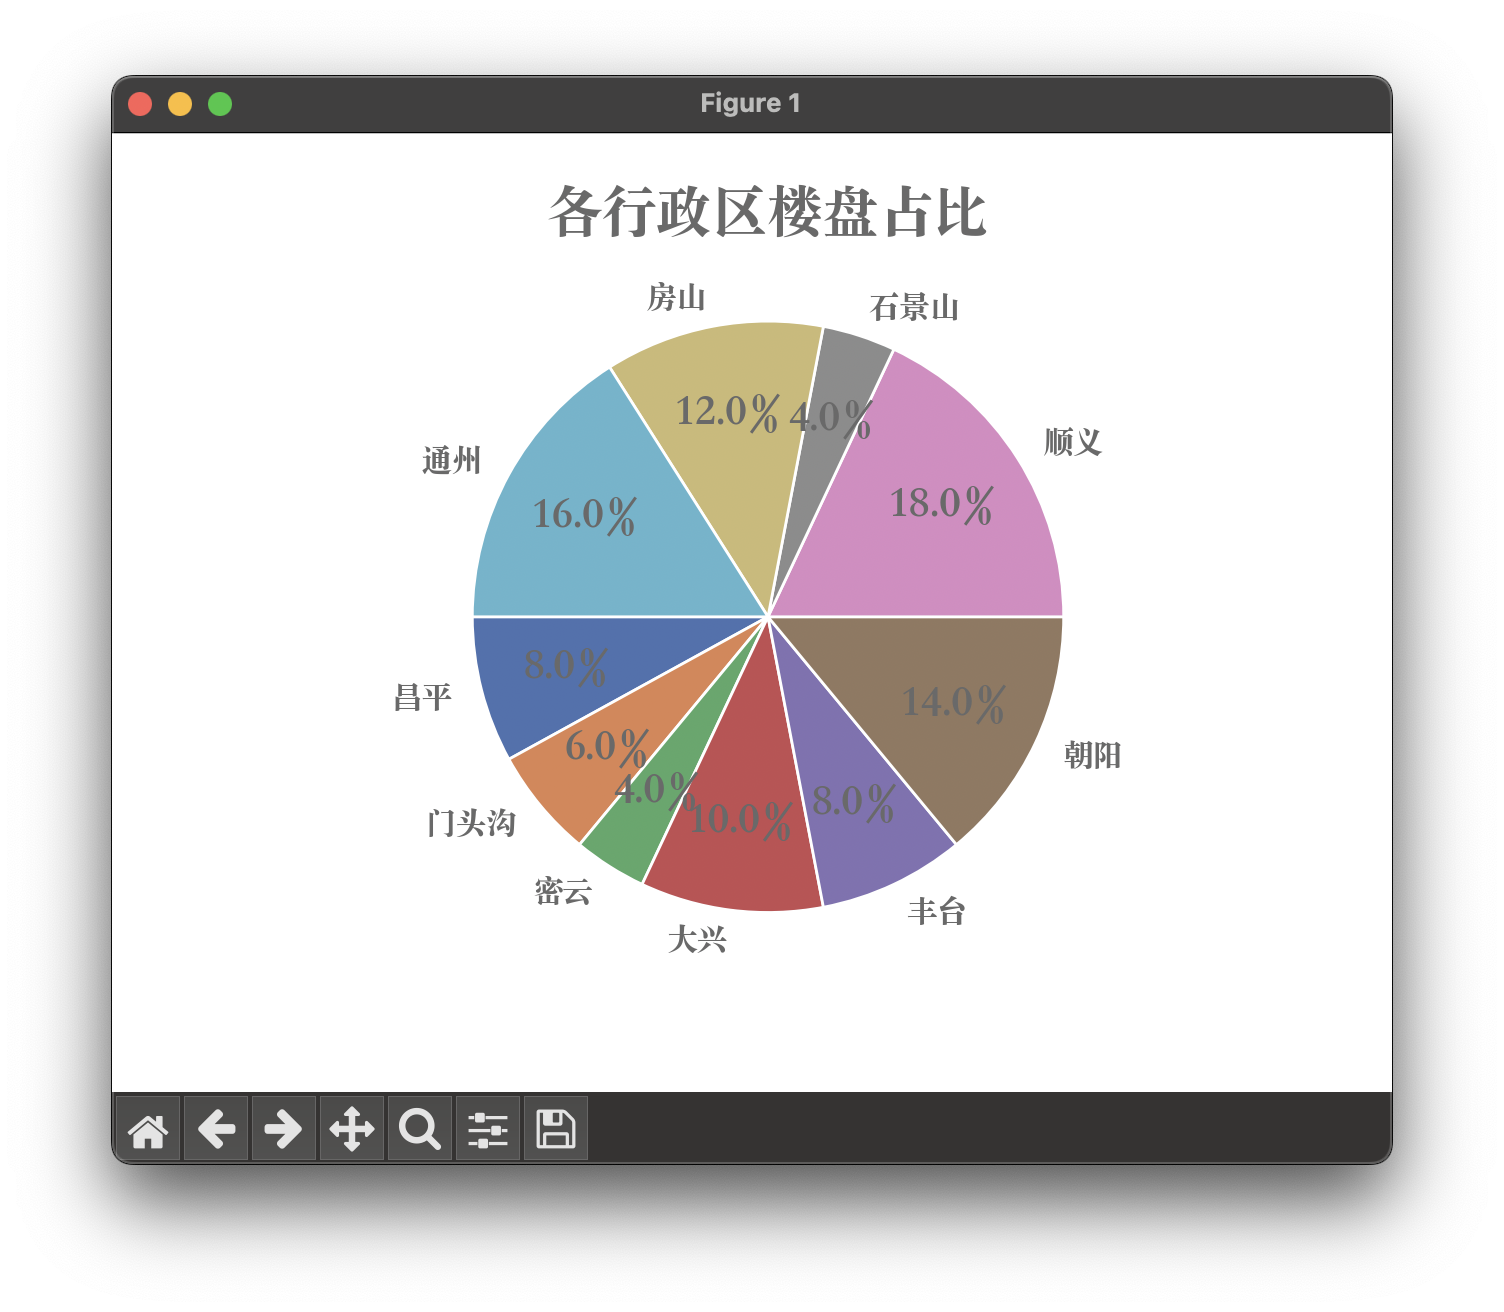 Figure 1
各行政区楼盘占比
房山
石景山
12.0%
4.0%
顺义
通州
18.0%
16.0%
8.0%
昌平
14.0%
6.0%
朝阳
4.0%
8.0%
10.0%
门头沟
密云
丰台
大兴